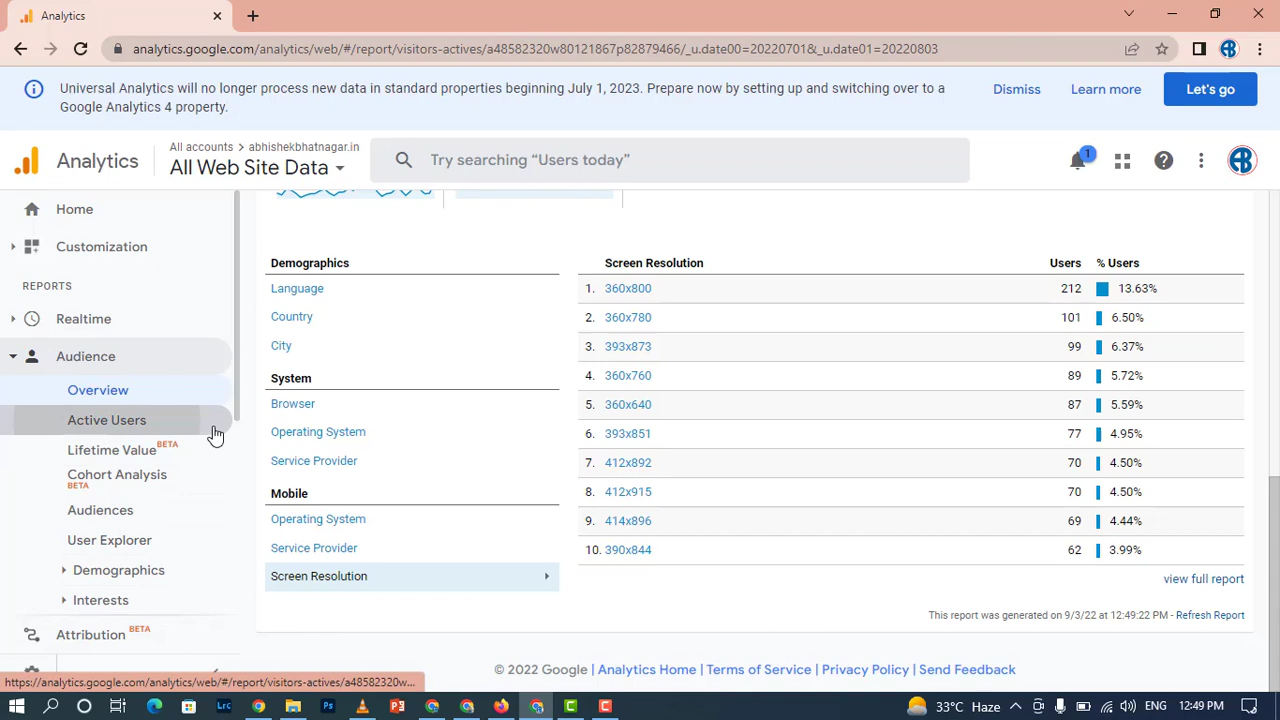 Analytics
analytics.google.com/analytics/web/#/report/visitors-actives/a48582320w80121867p82879466/_u.date00=20220701&_u.date01=20220803
Universal Analytics will no longer process new data in standard properties beginning July 1, 2023. Prepare now by setting up and switching over to a
Google Analytics 4 property.
Dismiss
Learn more
Let's go
Analytics
All accounts > abhishekbhatnagar.in
All Web Site Data
Try searching “Users today”
1
Home
Customization
REPORTS
Realtime
Audience
Overview
Active Users
Lifetime Value BETA
Cohort Analysis
BETA
Audiences
User Explorer
Demographics
Interests
Attribution BETA
Demographics
Language
Country
City
System
Browser
Operating System
Service Provider
Mobile
Operating System
Service Provider
Screen Resolution
Screen Resolution Users % Users
1. 360x800 212 13.63%
2. 360x780 101 6.50%
3. 393x873 99 6.37%
4. 360x760 89 5.72%
5. 360x640 87 5.59%
6. 393x851 77 4.95%
7. 412x892 70 4.50%
8. 412x915 70 4.50%
9. 414x896 69 4.44%
10. 390x844 62 3.99%
view full report
This report was generated on 9/3/22 at 12:49:22 PM - Refresh Report
© 2022 Google | Analytics Home | Terms of Service | Privacy Policy | Send Feedback
https://analytics.google.com/analytics/web/#/report/visitors-actives/a48582320w...
Lrc
Ps
33°C Haze
12:49 PM